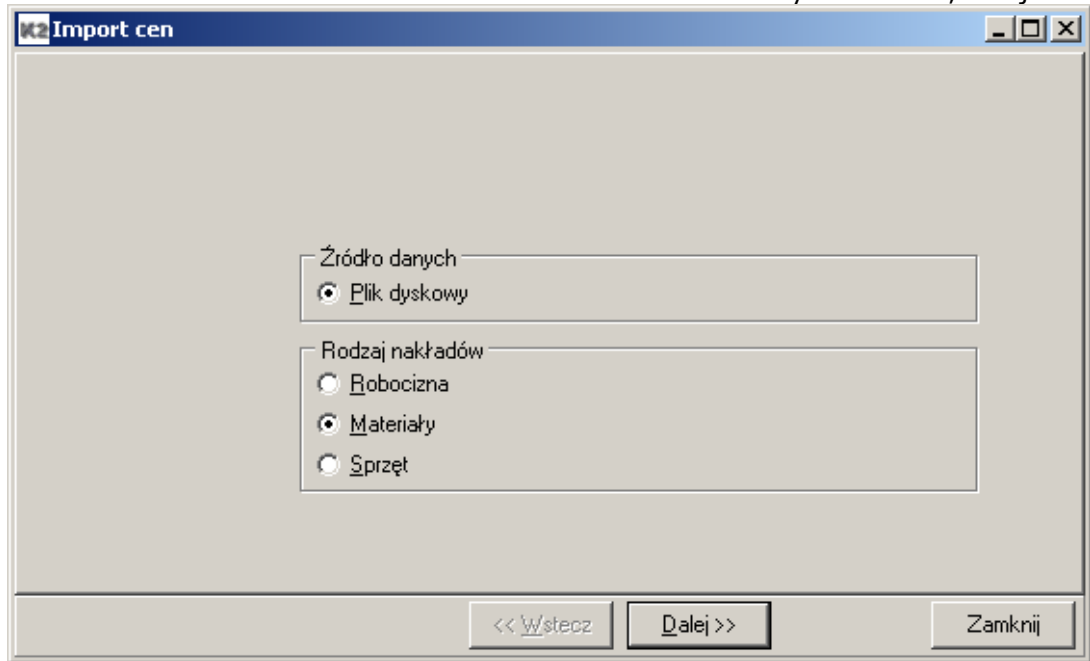 K2 Import cen
Źródło danych
Plik dyskowy
Rodzaj nakładów
Robocizna
Materiały
Sprzęt
<< Wstecz
Dalej >>
Zamknij